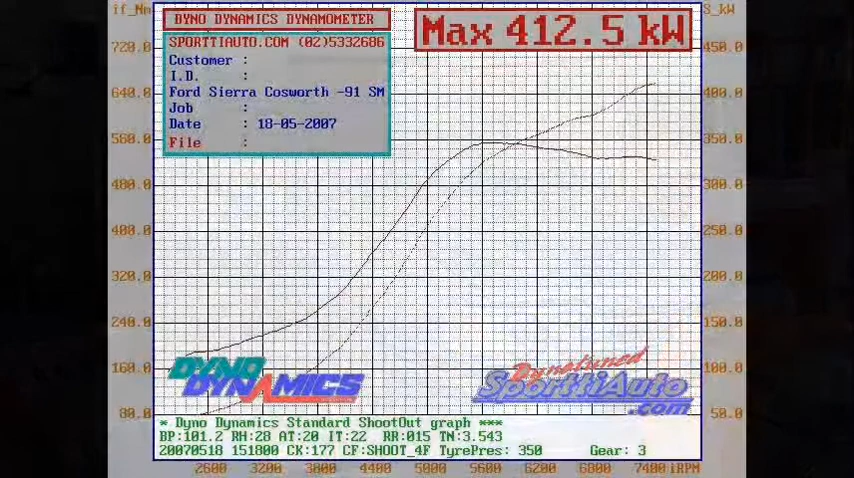 if_Nm
S_kW
DYNO DYNAMICS DYNAMOMETER
Max 412.5 kW
SPORTTIAUTO.COM (02)5332686
Customer :
I.D. :
Ford Sierra Cosworth -91 SM
Job :
Date : 18-05-2007
File :
720.0 450.0
640.0 400.0
560.0 350.0
480.0 300.0
400.0 250.0
320.0 200.0
240.0 150.0
160.0 100.0
80.0 50.0
DYNO DYNAMICS
Dynatuned
SporttiAuto
.com
* Dyno Dynamics Standard ShootOut graph ***
BP:101.2 RH:28 AT:20 IT:22 RR:015 TN:3.543
20070518 151800 CK:177 CF:SHOOT_4F TyrePres: 350 Gear: 3
2600 3200 3800 4400 5000 5600 6200 6800 7400 iRPM